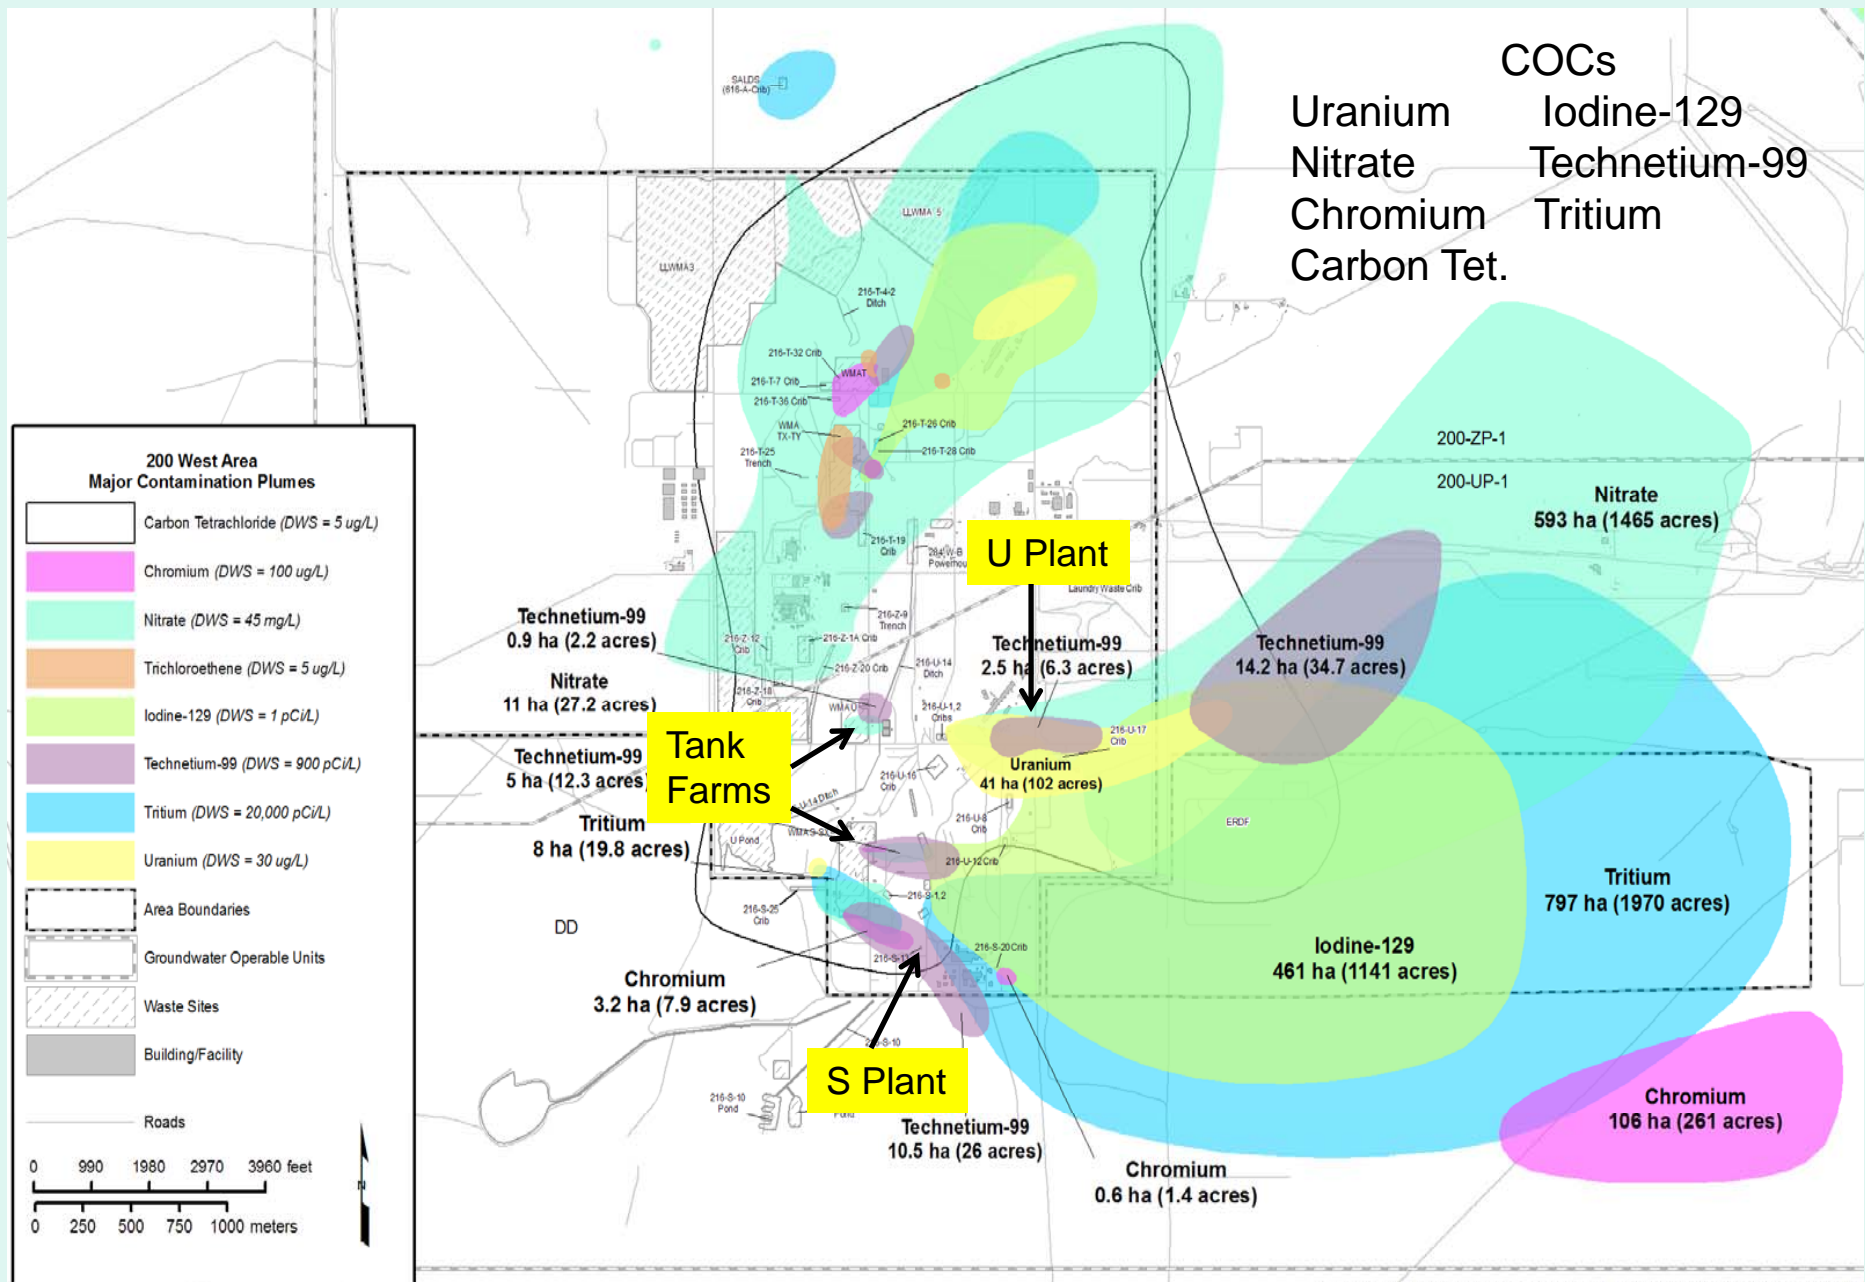 COCs
Uranium Iodine-129
Nitrate Technetium-99
Chromium Tritium
Carbon Tet.
SALDS
(616-A-Crib)
LLWMA 5
LLWMA3
216-T-4-2
Ditch
216-T-32 Crib
WMAT
216-T-7 Crib
216-T-36 Crib
WMA
TX-TY
216-T-26 Crib
216-T-25
Trench
216-T-28 Crib
200-ZP-1
200-UP-1
Nitrate
593 ha (1465 acres)
216-T-19
Crib
284-W-B
Powerhou
U Plant
Laundry Waste Crib
Technetium-99
0.9 ha (2.2 acres)
216-Z-9
Trench
216-Z-12
Crib
216-Z-1A Crib
Technetium-99
2.5 ha (6.3 acres)
Technetium-99
14.2 ha (34.7 acres)
216-Z-20 Crib
216-U-14
Ditch
Nitrate
11 ha (27.2 acres)
216-Z-18
Crib
WMAU
216-U-1,2
Cribs
216-U-17
Crib
Tank
Farms
Technetium-99
5 ha (12.3 acres)
Uranium
41 ha (102 acres)
216-U-16
Crib
-U-14 Ditch
216-U-8
Crib
ERDF
Tritium
8 ha (19.8 acres)
WMA S-SX
U Pond
216-U-12 Crib
Tritium
797 ha (1970 acres)
216-S-1,2
216-S-25
Crib
DD
216-S-13
216-S-20 Crib
Iodine-129
461 ha (1141 acres)
Chromium
3.2 ha (7.9 acres)
216-S-10
S Plant
216-S-10
Pond
Pond
Technetium-99
10.5 ha (26 acres)
Chromium
0.6 ha (1.4 acres)
Chromium
106 ha (261 acres)
200 West Area
Major Contamination Plumes
Carbon Tetrachloride (DWS = 5 ug/L)
Chromium (DWS = 100 ug/L)
Nitrate (DWS = 45 mg/L)
Trichloroethene (DWS = 5 ug/L)
Iodine-129 (DWS = 1 pCi/L)
Technetium-99 (DWS = 900 pCi/L)
Tritium (DWS = 20,000 pCi/L)
Uranium (DWS = 30 ug/L)
Area Boundaries
Groundwater Operable Units
Waste Sites
Building/Facility
Roads
0 990 1980 2970 3960 feet
0 250 500 750 1000 meters
N